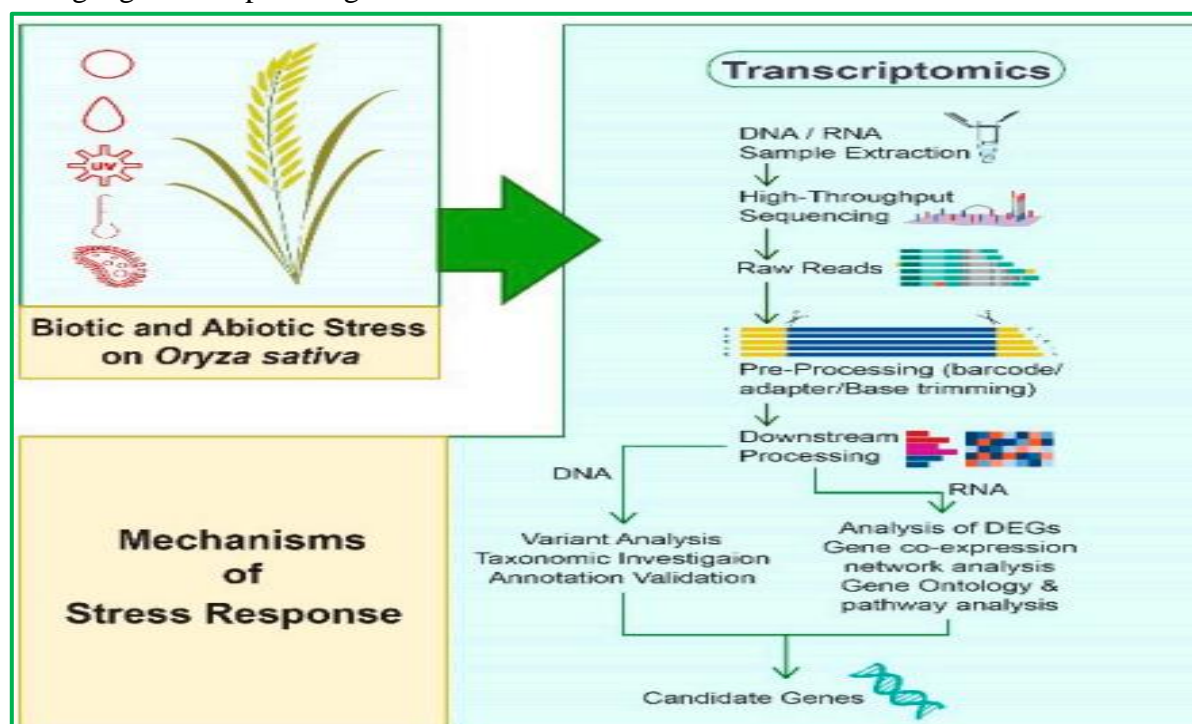 UV
Biotic and Abiotic Stress
on Oryza sativa
Mechanisms
of
Stress Response
Transcriptomics
DNA / RNA
Sample Extraction
High-Throughput
Sequencing
Raw Reads
Pre-Processing (barcode/
adapter/Base trimming)
Downstream
Processing
DNA
RNA
Variant Analysis
Taxonomic Investigaion
Annotation Validation
Analysis of DEGs
Gene co-expression
network analysis
Gene Ontology &
pathway analysis
Candidate Genes